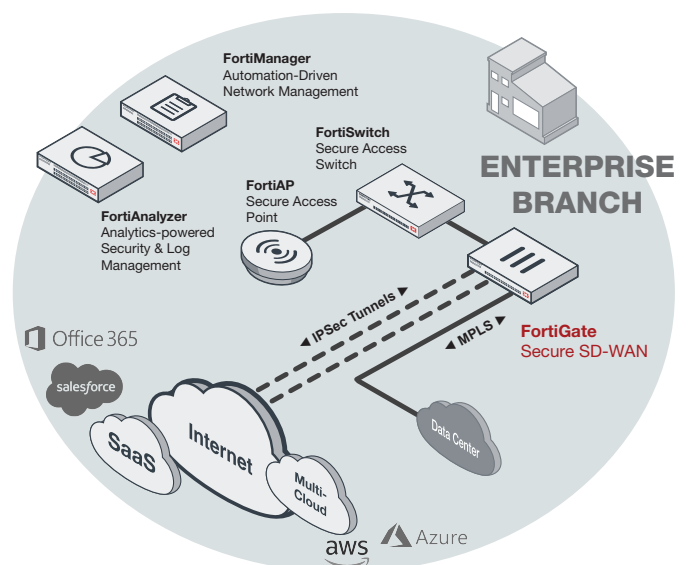 FortiManager
Automation-Driven
Network Management
FortiSwitch
Secure Access
Switch
ENTERPRISE
BRANCH
FortiAP
Secure Access
Point
FortiAnalyzer
Analytics-powered
Security & Log
Management
◄ IPSec Tunnels ►
◄ MPLS ►
FortiGate
Secure SD-WAN
Office 365
salesforce
SaaS
Internet
Multi-
Cloud
Data Center
aws
Azure